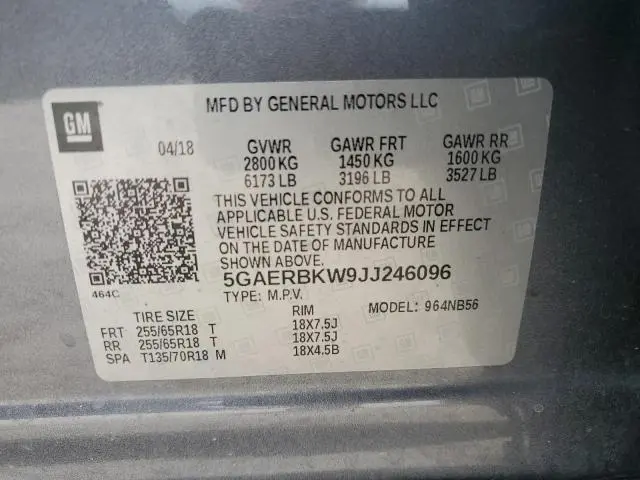 GM
MFD BY GENERAL MOTORS LLC
04/18 GVWR GAWR FRT GAWR RR
2800 KG 1450 KG 1600 KG
6173 LB 3196 LB 3527 LB
THIS VEHICLE CONFORMS TO ALL
APPLICABLE U.S. FEDERAL MOTOR
VEHICLE SAFETY STANDARDS IN EFFECT
ON THE DATE OF MANUFACTURE
SHOWN ABOVE.
5GAERBKW9JJ246096
464C
TYPE: M.P.V. MODEL: 964NB56
TIRE SIZE RIM
FRT 255/65R18 T 18X7.5J
RR 255/65R18 T 18X7.5J
SPA T135/70R18 M 18X4.5B